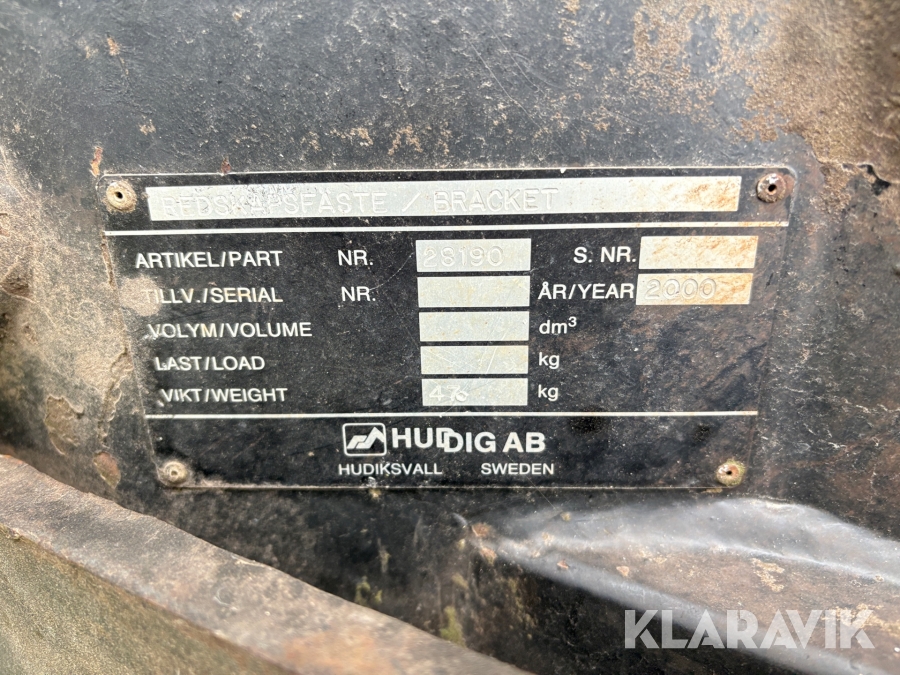 REDSKAPSFÄSTE / BRACKET
ARTIKEL/PART NR. 28190 S. NR.
TILLV./SERIAL NR. ÅR/YEAR 2000
VOLYM/VOLUME dm³
LAST/LOAD kg
VIKT/WEIGHT kg
HUDDIG AB
HUDIKSVALL SWEDEN
KLARAVIK